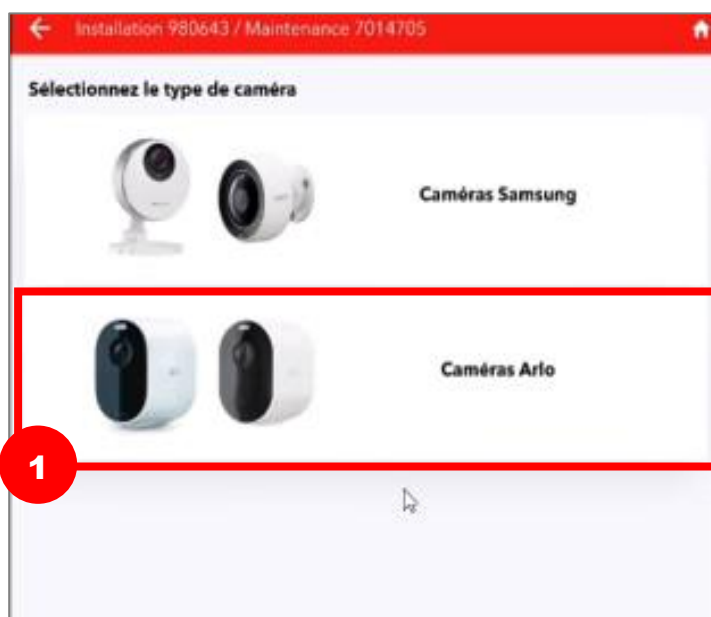 Installation 980643 / Maintenance 7014705
Sélectionnez le type de caméra
Caméras Samsung
Caméras Arlo
1